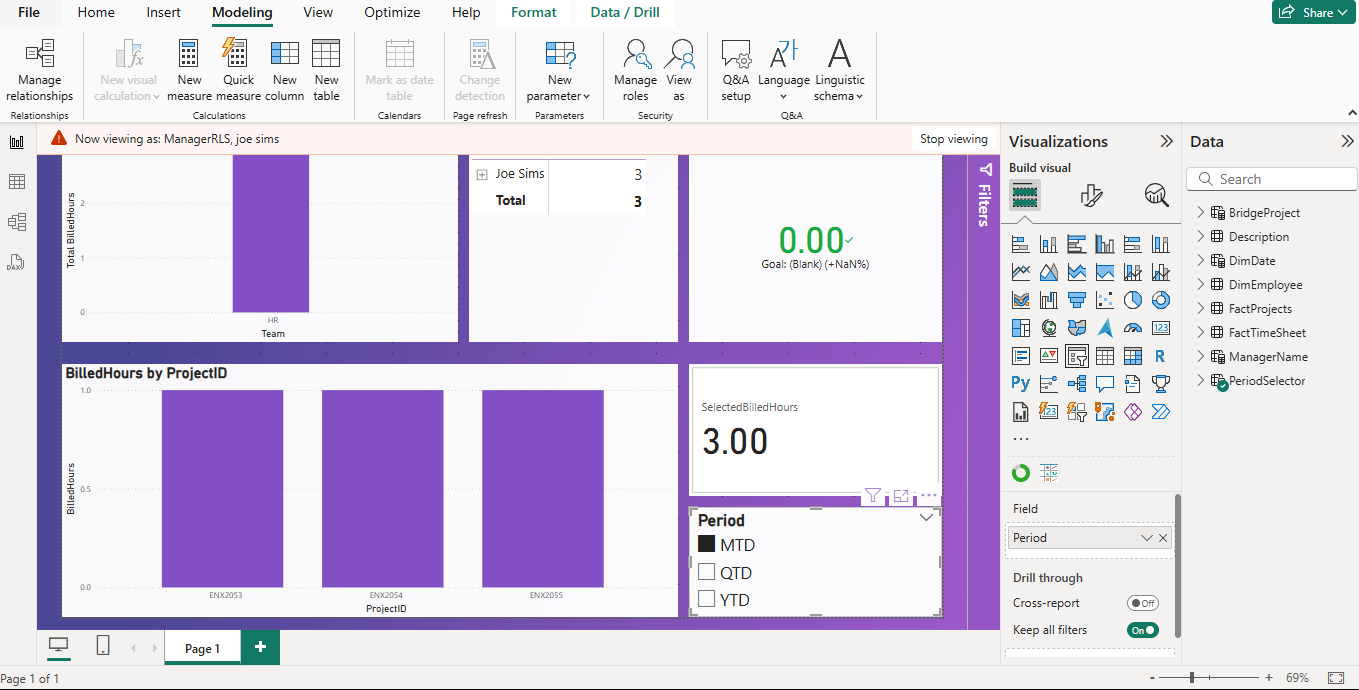 File Home Insert Modeling View Optimize Help Format Data / Drill Share
Manage relationships
New visual calculation
New measure
Quick measure
New column
New table
Mark as date table
Change detection
New parameter
Manage roles
View as
Q&A setup
Language
Linguistic schema
Relationships Calculations Calendars Page refresh Parameters Security Q&A
Now viewing as: ManagerRLS, joe sims Stop viewing
Total BilledHours
2
1
0
HR
Team
Joe Sims 3
Total 3
0.00
Goal: (Blank) (+NaN%)
Filters
BilledHours by ProjectID
BilledHours
1.0
0.5
0.0
ENX2053 ENX2054 ENX2055
ProjectID
SelectedBilledHours
3.00
Period
MTD
QTD
YTD
Visualizations
Build visual
123
R
Py
123
Field
Period
Drill through
Cross-report Off
Keep all filters On
Data
Search
BridgeProject
Description
DimDate
DimEmployee
FactProjects
FactTimeSheet
ManagerName
PeriodSelector
DAX
Page 1
Page 1 of 1
- + 69%